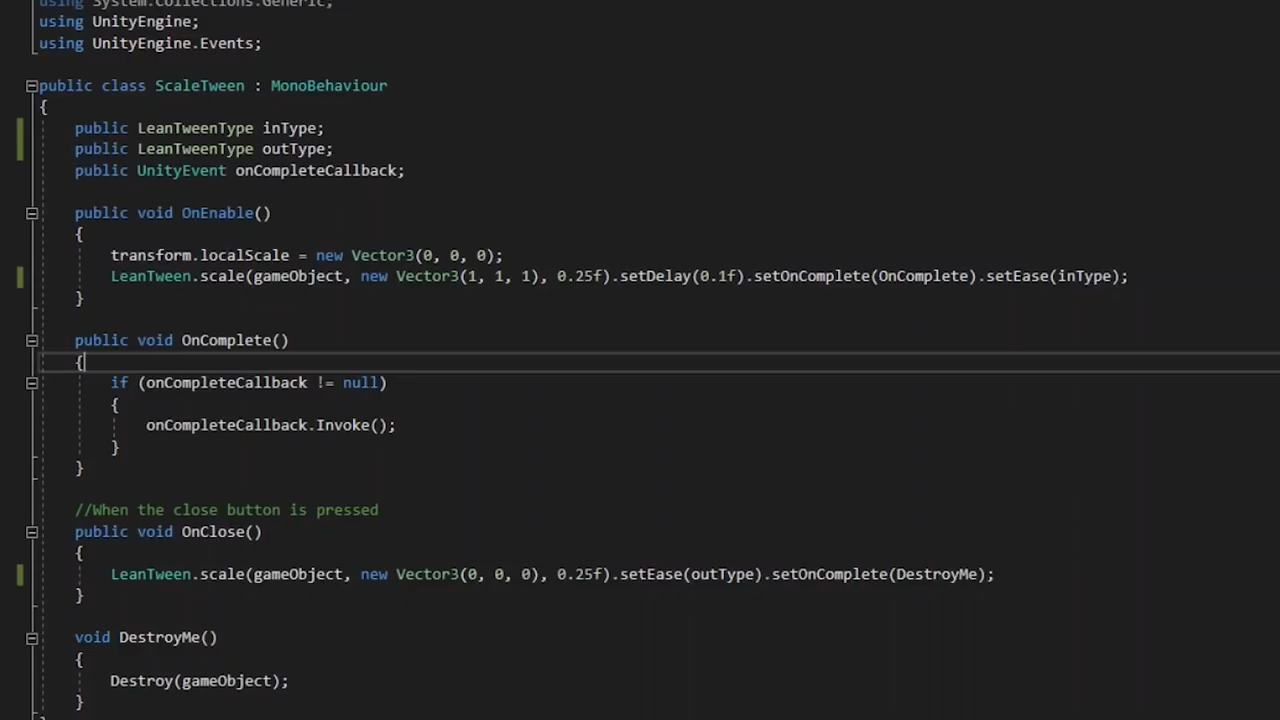 using System.Collections.Generic;
using UnityEngine;
using UnityEngine.Events;
public class ScaleTween : MonoBehaviour
{
public LeanTweenType inType;
public LeanTweenType outType;
public UnityEvent onCompleteCallback;
public void OnEnable()
{
transform.localScale = new Vector3(0, 0, 0);
LeanTween.scale(gameObject, new Vector3(1, 1, 1), 0.25f).setDelay(0.1f).setOnComplete(OnComplete).setEase(inType);
}
public void OnComplete()
{
if (onCompleteCallback != null)
{
onCompleteCallback.Invoke();
}
}
//When the close button is pressed
public void OnClose()
{
LeanTween.scale(gameObject, new Vector3(0, 0, 0), 0.25f).setEase(outType).setOnComplete(DestroyMe);
}
void DestroyMe()
{
Destroy(gameObject);
}
}